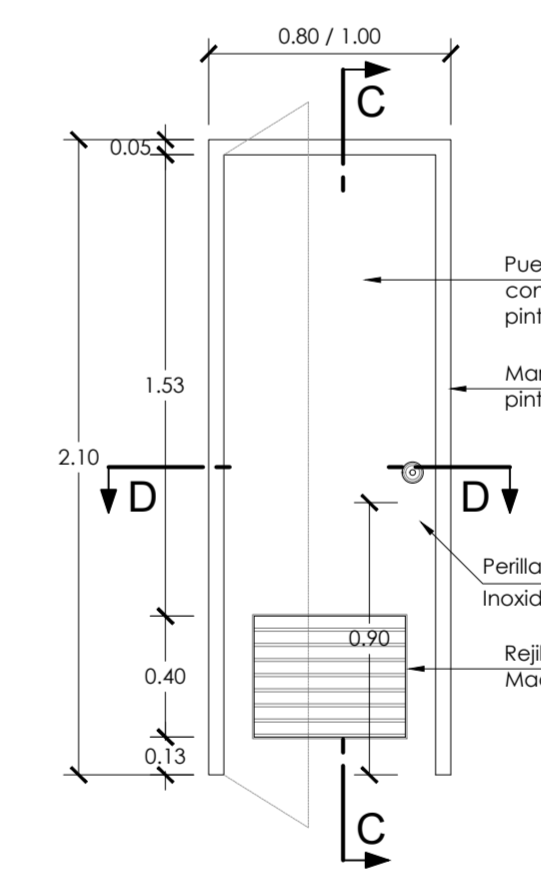 0.80 / 1.00
C
0.05
Pue
con
pint
1.53
Mar
pint
2.10
D
D
Perilla
Inoxid
0.90
Rejil
0.40
Mad
0.13
C